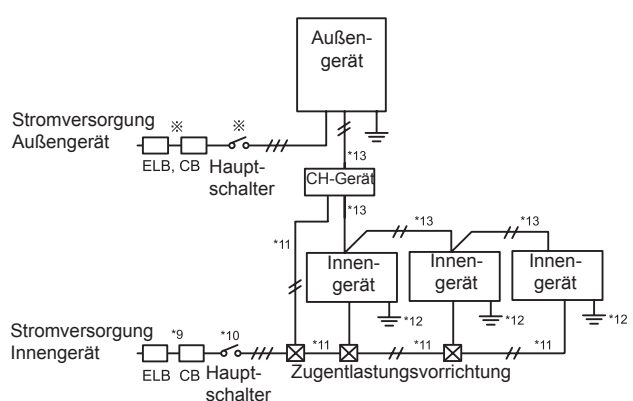 Außen-
gerät
Stromversorgung
Außengerät
※
※
ELB, CB
Haupt-
schalter
*13
CH-Gerät
*13
*11
*13
*13
Innen-
gerät
Innen-
gerät
Innen-
gerät
*12
*12
*12
Stromversorgung
Innengerät
*9
*10
*11
*11
*11
ELB
CB
Haupt-
schalter
Zugentlastungsvorrichtung